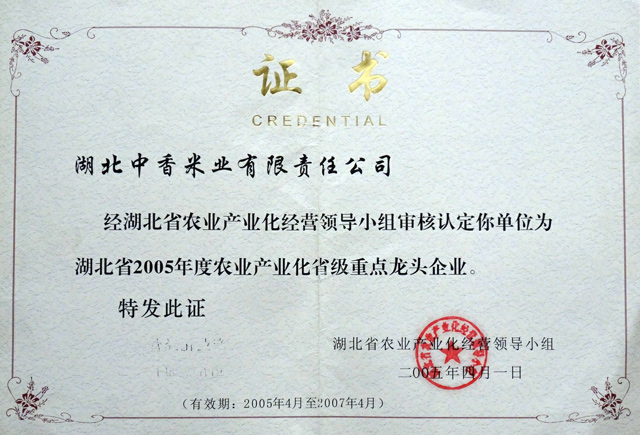 证书
CREDENTIAL
湖北中香米业有限责任公司
经湖北省农业产业化经营领导小组审核认定你单位为
湖北省2005年度农业产业化省级重点龙头企业。
特发此证
湖北省农业产业化经营领导小组
二00五年四月一日
(有效期：2005年4月至2007年4月)